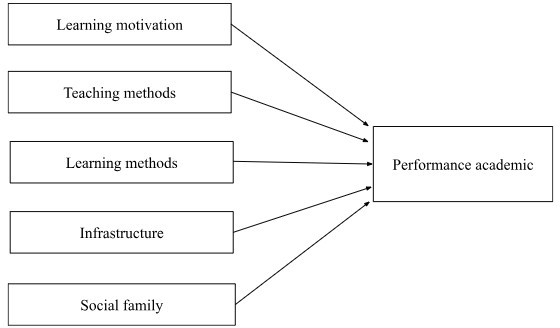 Learning motivation
Teaching methods
Learning methods
Infrastructure
Social family
Performance academic